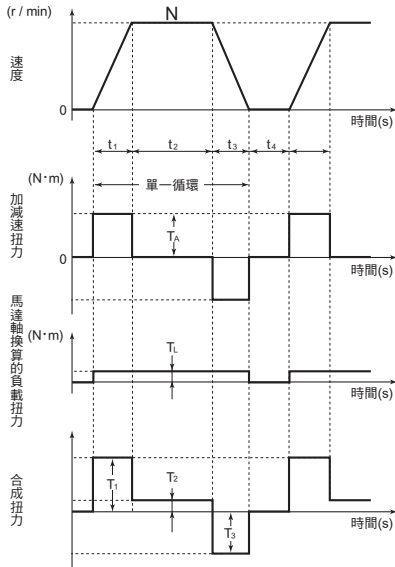 (r / min)
N
速度
0
時間(s)
t1 t2 t3 t4
(N·m)
單一循環
加減速扭力
TA
0
時間(s)
馬達軸換算的負載扭力
(N·m)
TL
時間(s)
合成扭力
T1
T2
T3
時間(s)